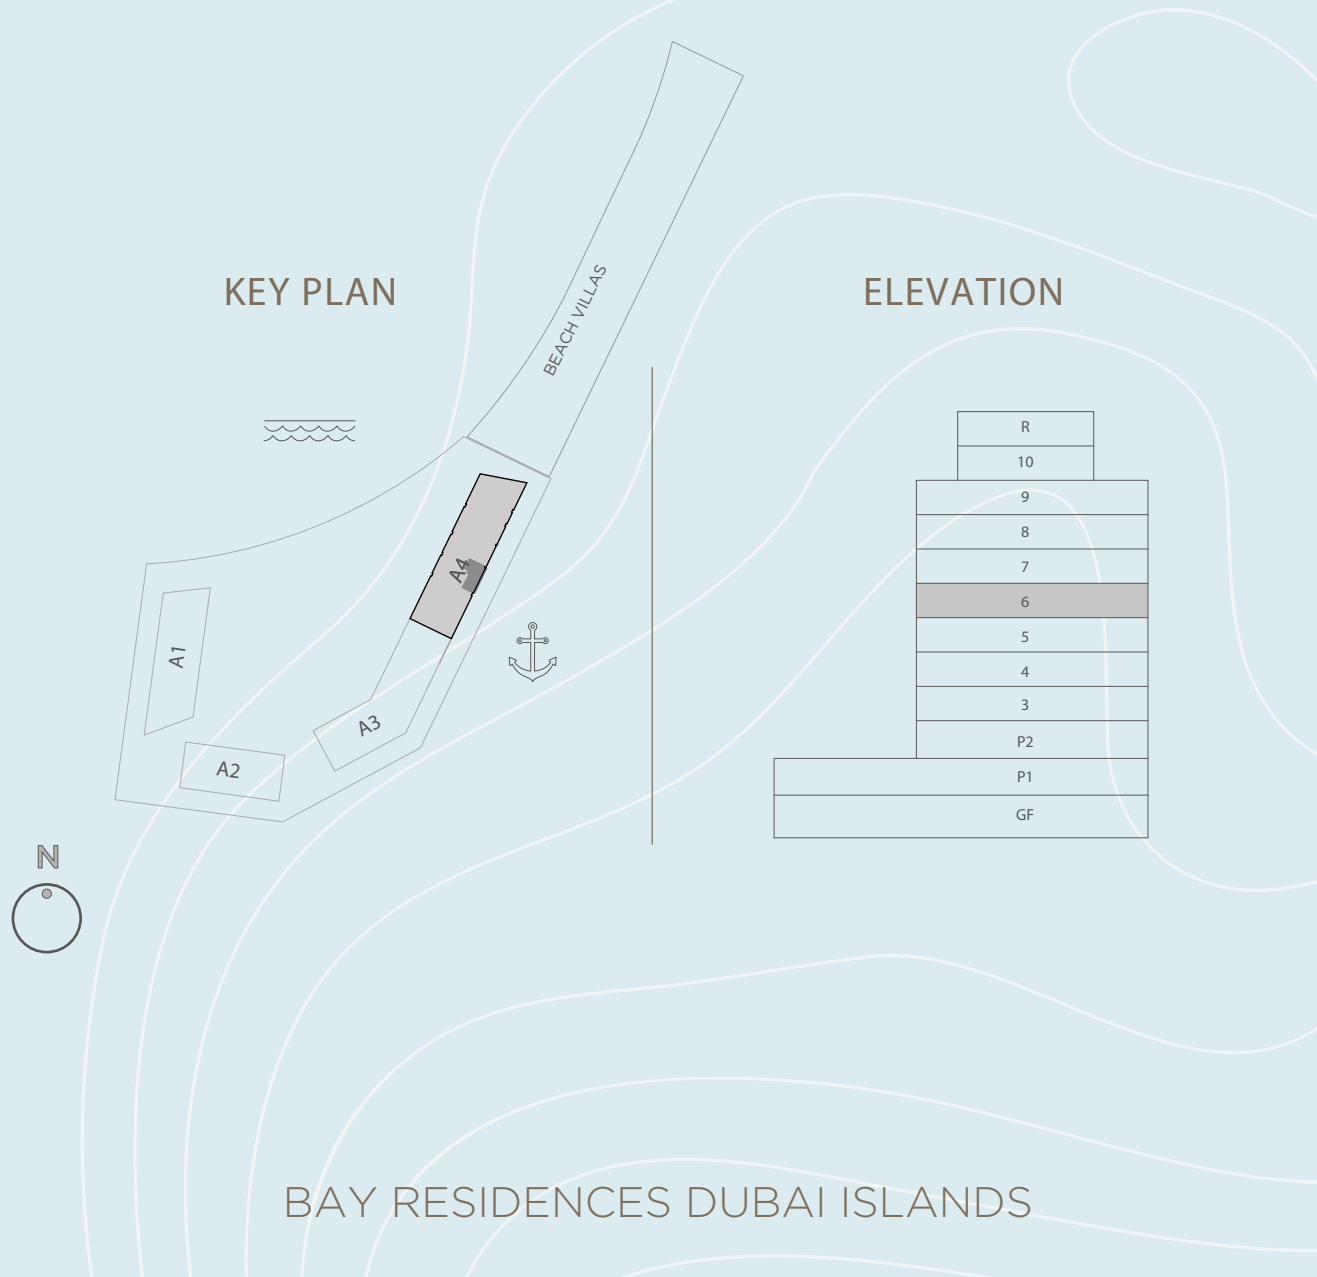 KEY PLAN
BEACH VILLAS
A4
A1
A3
A2
N
ELEVATION
R
10
9
8
7
6
5
4
3
P2
P1
GF
BAY RESIDENCES DUBAI ISLANDS